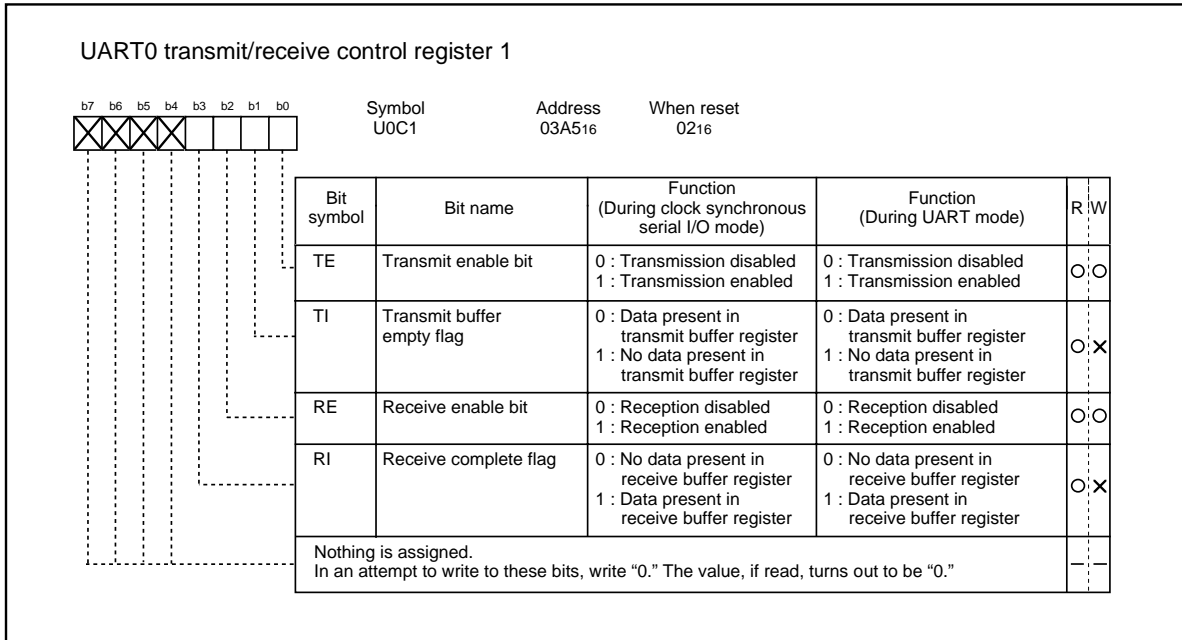 UART0 transmit/receive control register 1
b7 b6 b5 b4 b3 b2 b1 b0
Symbol Address When reset
U0C1 03A516 0216
Bit symbol Bit name Function (During clock synchronous serial I/O mode) Function (During UART mode) R W
TE Transmit enable bit 0 : Transmission disabled 0 : Transmission disabled
1 : Transmission enabled 1 : Transmission enabled
TI Transmit buffer 0 : Data present in 0 : Data present in
empty flag transmit buffer register transmit buffer register
1 : No data present in 1 : No data present in
transmit buffer register transmit buffer register
RE Receive enable bit 0 : Reception disabled 0 : Reception disabled
1 : Reception enabled 1 : Reception enabled
RI Receive complete flag 0 : No data present in 0 : No data present in
receive buffer register receive buffer register
1 : Data present in 1 : Data present in
receive buffer register receive buffer register
Nothing is assigned.
In an attempt to write to these bits, write “0.” The value, if read, turns out to be “0.”